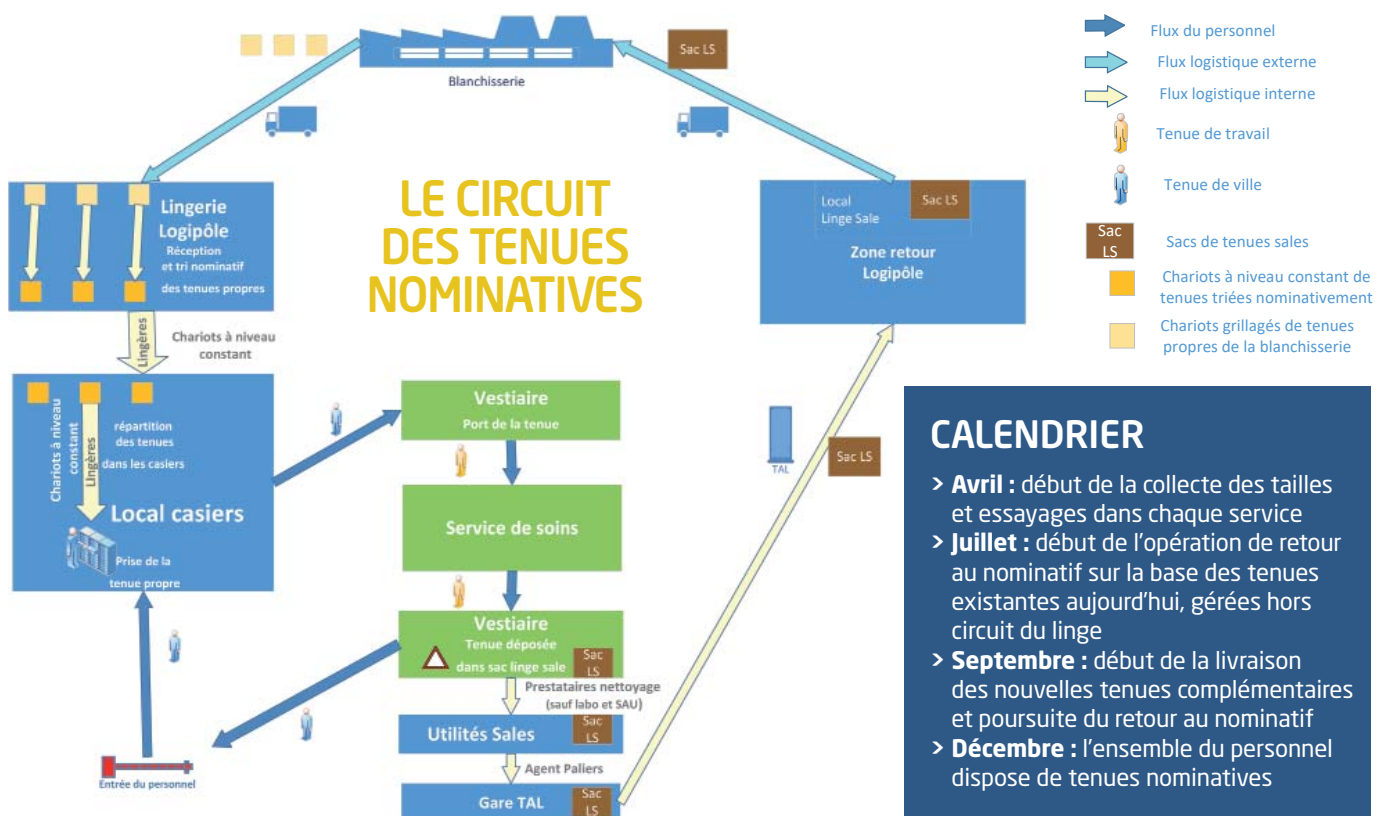 Sac LS
Blanchisserie
Flux du personnel
Flux logistique externe
Flux logistique interne
Tenue de travail
Tenue de ville
Sac
LS
Sacs de tenues sales
Chariots à niveau constant de
tenues triées nominativement
Chariots grillagés de tenues
propres de la blanchisserie
LE CIRCUIT
DES TENUES
NOMINATIVES
Lingerie
Logipôle
Réception
et tri nominatif
des tenues propres
Lingères
Chariots à niveau
constant
Local
Linge Sale
Sac LS
Zone retour
Logipôle
Chariots à niveau
constant
Lingères
répartition
des tenues
dans les casiers
Local casiers
Prise de la
tenue propre
Vestiaire
Port de la tenue
Service de soins
Vestiaire
Tenue déposée
dans sac linge sale
Sac
LS
Prestataires nettoyage
(sauf labo et SAU)
Utilités Sales
Sac
LS
Agent Paliers
Gare TAL
Sac
LS
TAL
Sac LS
Entrée du personnel
CALENDRIER
> Avril : début de la collecte des tailles
et essayages dans chaque service
> Juillet : début de l'opération de retour
au nominatif sur la base des tenues
existantes aujourd'hui, gérées hors
circuit du linge
> Septembre : début de la livraison
des nouvelles tenues complémentaires
et poursuite du retour au nominatif
> Décembre : l'ensemble du personnel
dispose de tenues nominatives